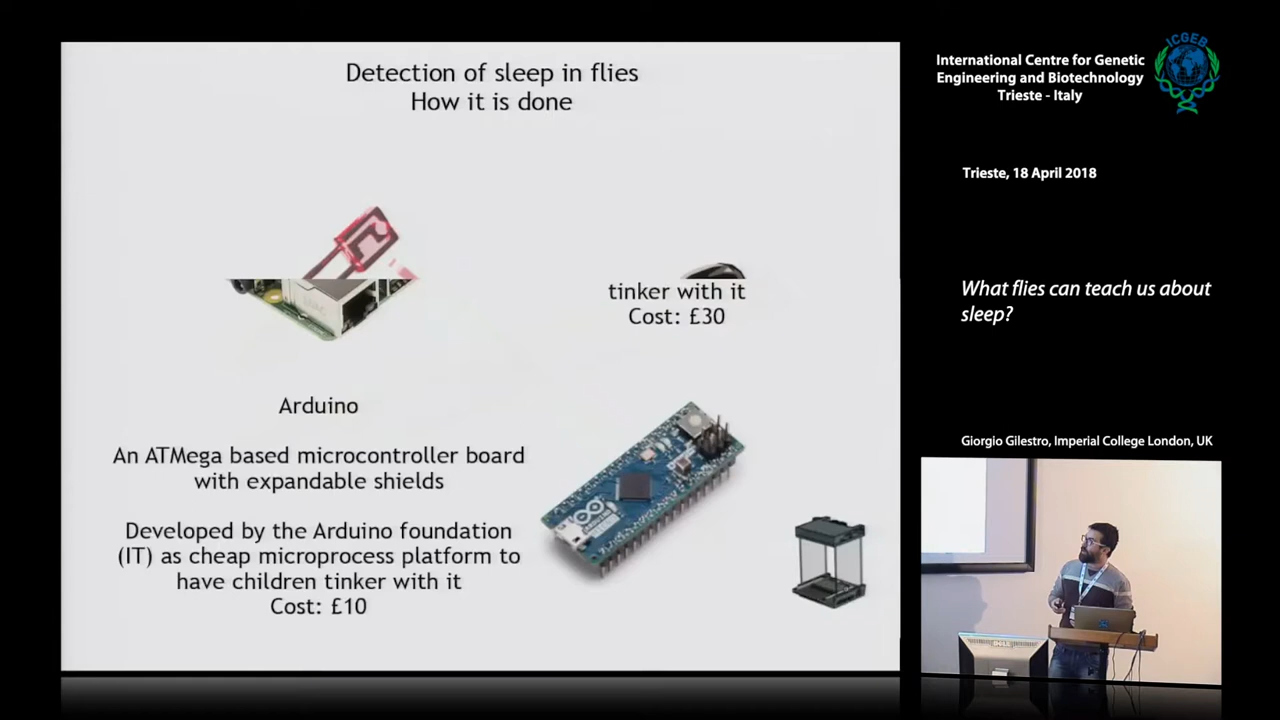 Detection of sleep in flies
How it is done
tinker with it
Cost: £30
Arduino
An ATMega based microcontroller board
with expandable shields
Developed by the Arduino foundation
(IT) as cheap microprocess platform to
have children tinker with it
Cost: £10
ICGEB
International Centre for Genetic
Engineering and Biotechnology
Trieste - Italy
Trieste, 18 April 2018
What flies can teach us about
sleep?
Giorgio Gilestro, Imperial College London, UK